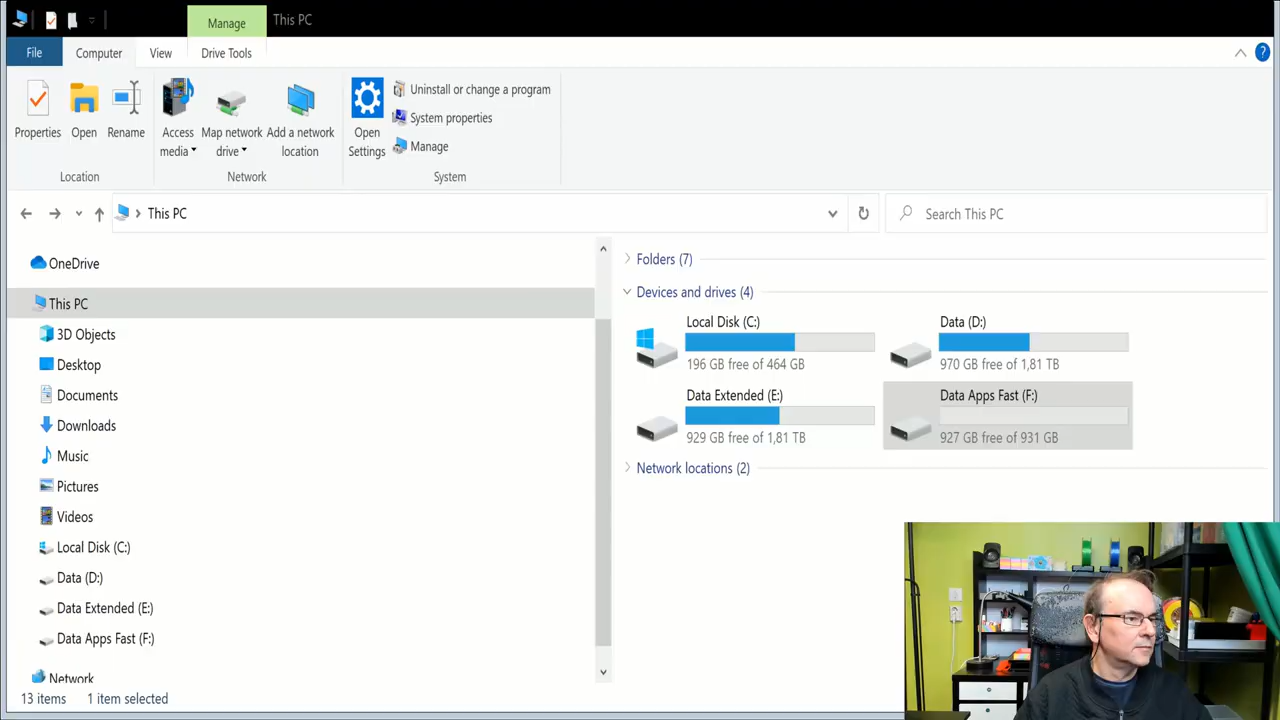 Manage
This PC
File
Computer
View
Drive Tools
Properties
Open
Rename
Access media
Map network drive
Add a network location
Open Settings
Uninstall or change a program
System properties
Manage
Location
Network
System
This PC
Search This PC
OneDrive
This PC
3D Objects
Desktop
Documents
Downloads
Music
Pictures
Videos
Local Disk (C:)
Data (D:)
Data Extended (E:)
Data Apps Fast (F:)
Network
Folders (7)
Devices and drives (4)
Local Disk (C:)
196 GB free of 464 GB
Data (D:)
970 GB free of 1,81 TB
Data Extended (E:)
929 GB free of 1,81 TB
Data Apps Fast (F:)
927 GB free of 931 GB
Network locations (2)
13 items
1 item selected